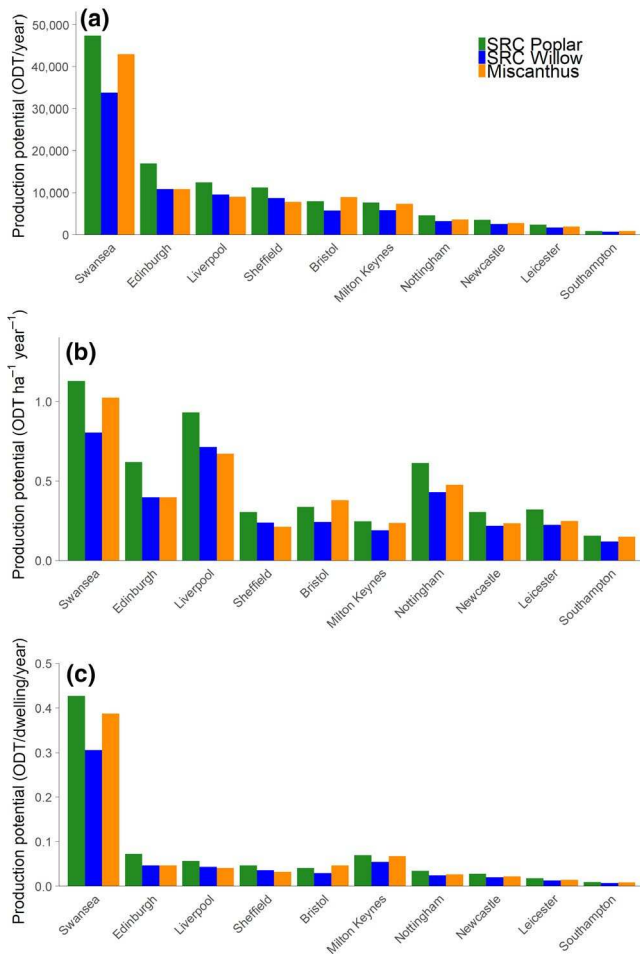 (a)
Production potential (ODT/year)
50,000
40,000
30,000
20,000
10,000
0
SRC Poplar
SRC Willow
Miscanthus
Swansea
Edinburgh
Liverpool
Sheffield
Bristol
Milton Keynes
Nottingham
Newcastle
Leicester
Southampton
(b)
Production potential (ODT ha⁻¹ year⁻¹)
1.0
0.5
0.0
Swansea
Edinburgh
Liverpool
Sheffield
Bristol
Milton Keynes
Nottingham
Newcastle
Leicester
Southampton
(c)
Production potential (ODT/dwelling/year)
0.5
0.4
0.3
0.2
0.1
0.0
Swansea
Edinburgh
Liverpool
Sheffield
Bristol
Milton Keynes
Nottingham
Newcastle
Leicester
Southampton